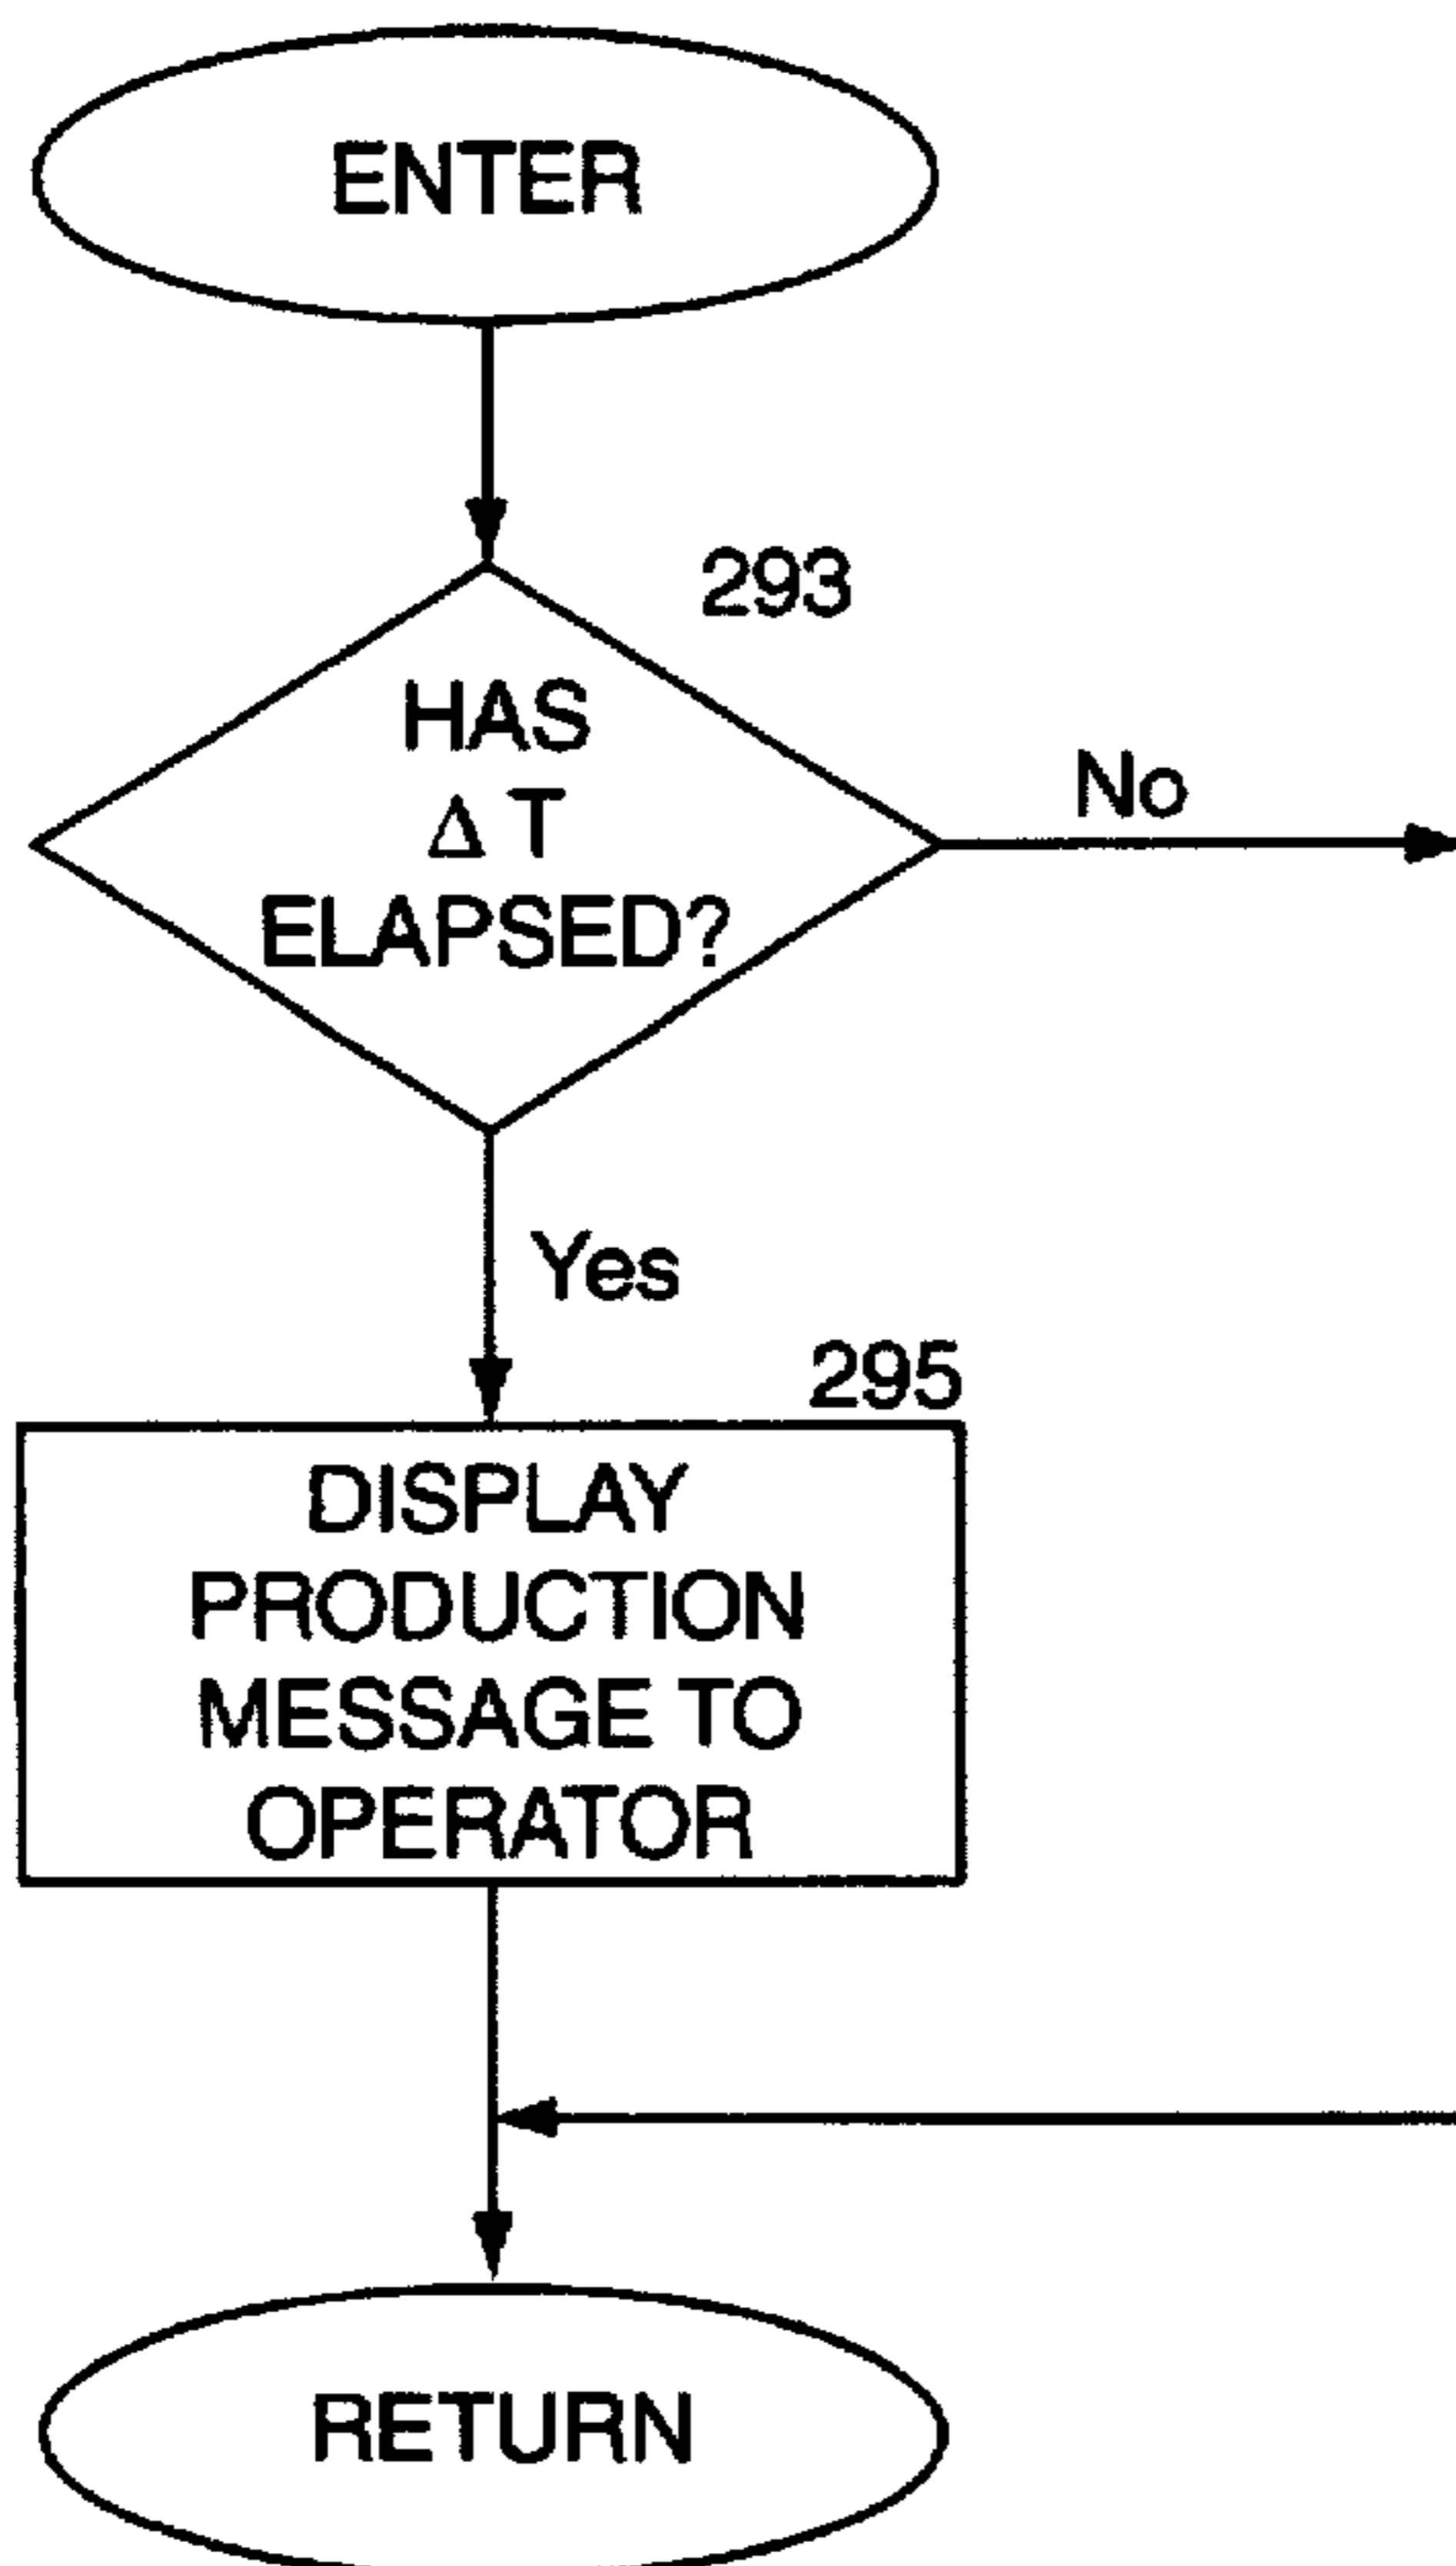 ENTER
293
HAS
Δ T
ELAPSED?
No
Yes
295
DISPLAY
PRODUCTION
MESSAGE TO
OPERATOR
RETURN